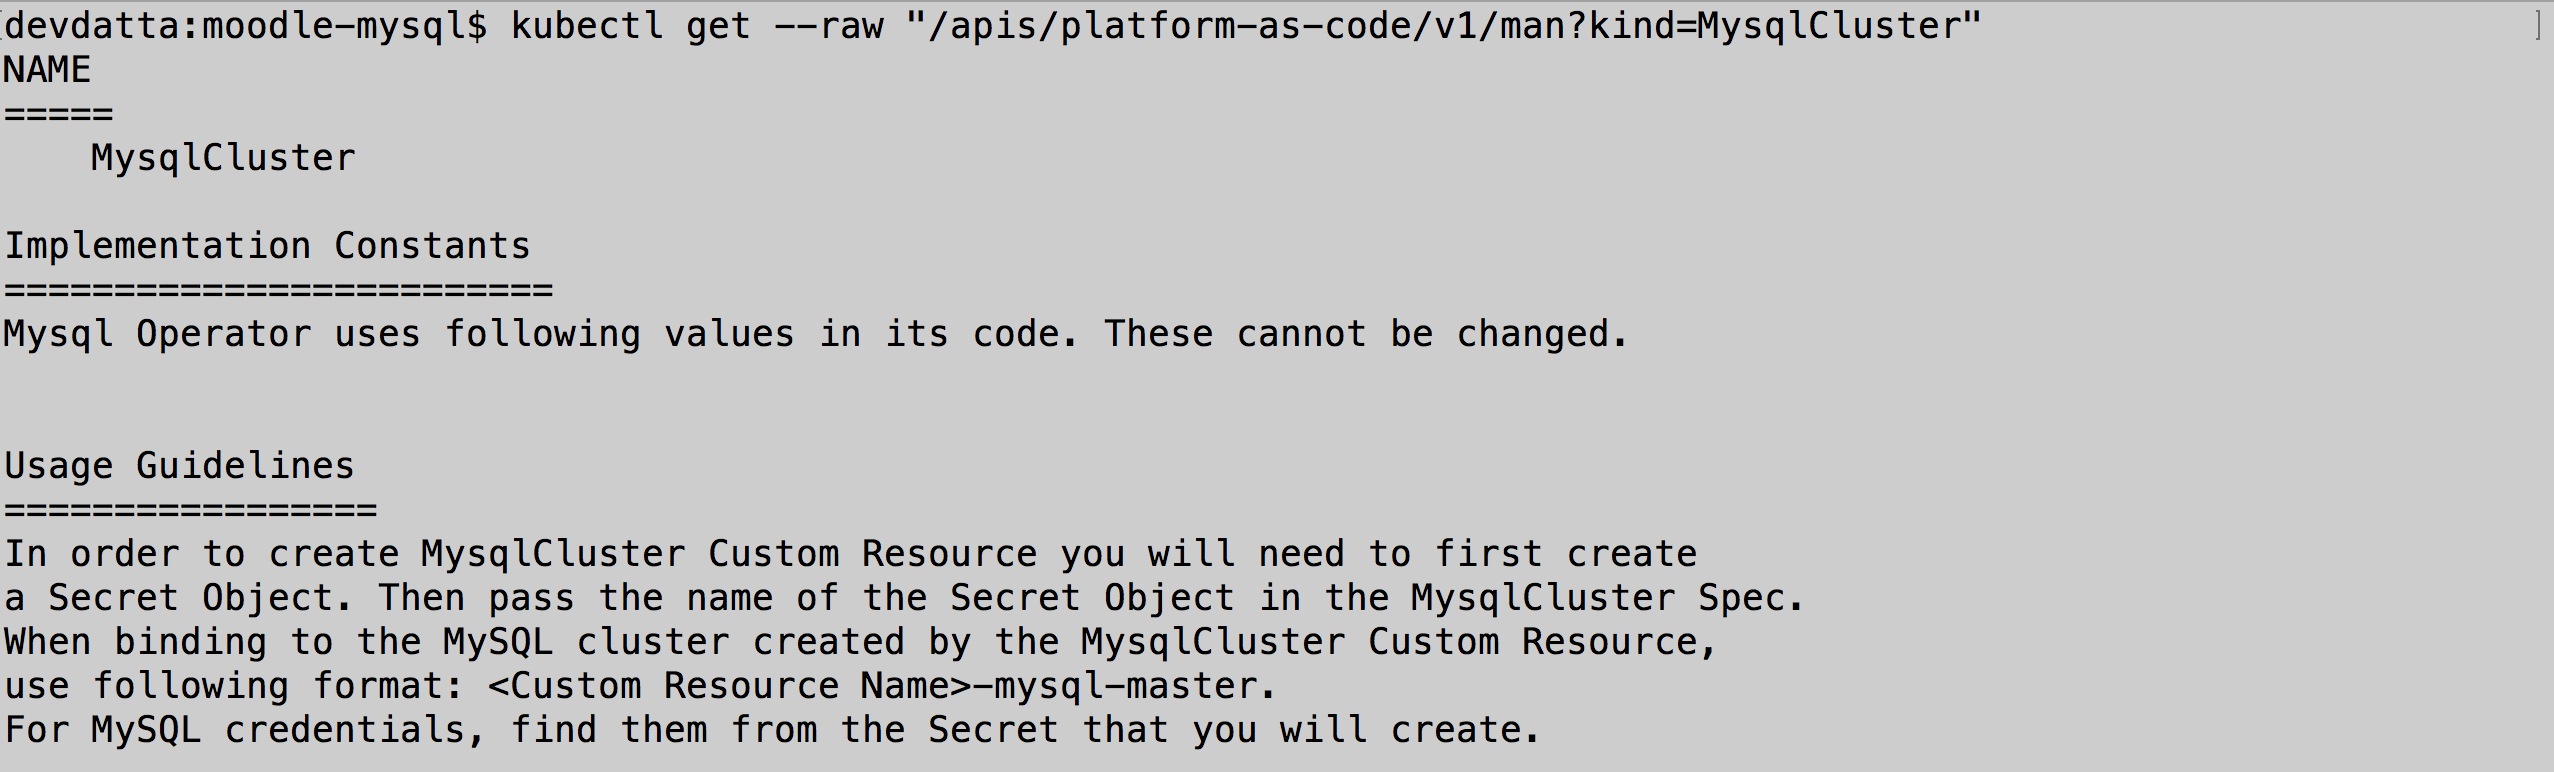 devdatta:moodle-mysql$ kubectl get --raw "/apis/platform-as-code/v1/man?kind=MysqlCluster"
NAME
=====
    MysqlCluster
Implementation Constants
=========================
Mysql Operator uses following values in its code. These cannot be changed.
Usage Guidelines
=================
In order to create MysqlCluster Custom Resource you will need to first create
a Secret Object. Then pass the name of the Secret Object in the MysqlCluster Spec.
When binding to the MySQL cluster created by the MysqlCluster Custom Resource,
use following format: <Custom Resource Name>-mysql-master.
For MySQL credentials, find them from the Secret that you will create.